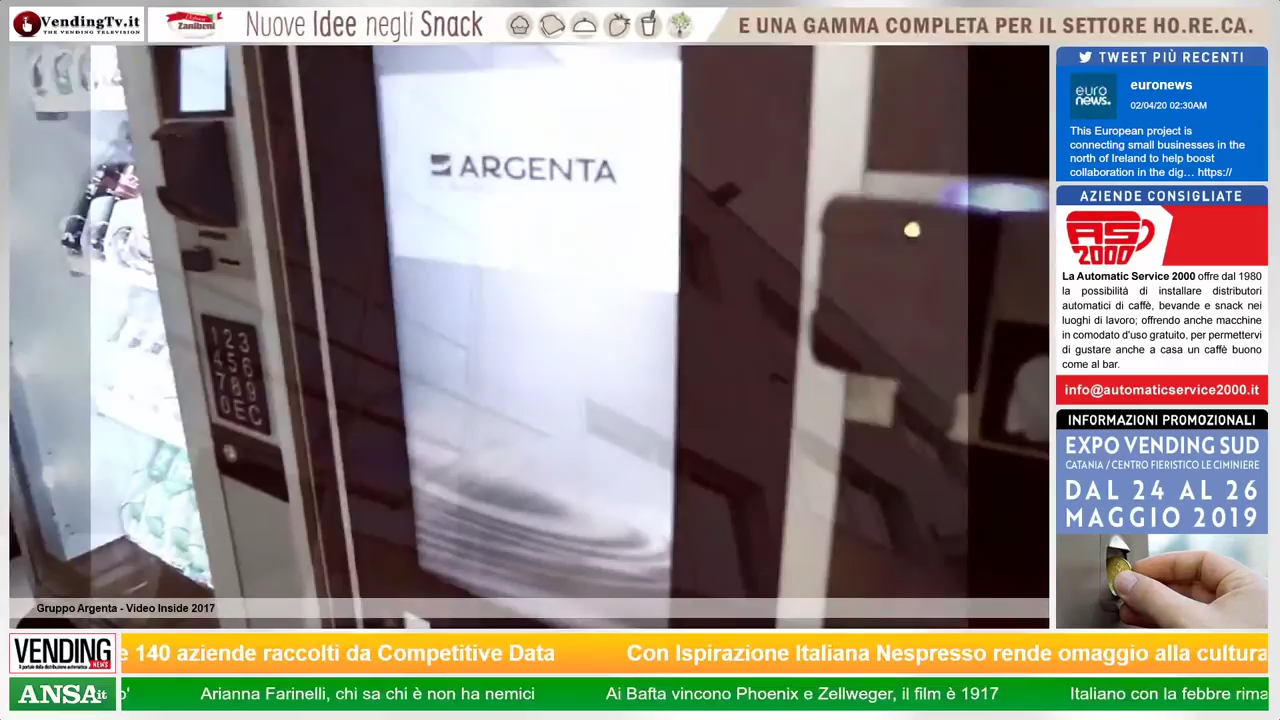 VendingTv.it
THE VENDING TELEVISION
Zaniboni
Nuove Idee negli Snack
E UNA GAMMA COMPLETA PER IL SETTORE HO.RE.CA.
TWEET PIÙ RECENTI
euro
news.
euronews
02/04/20 02:30AM
This European project is
connecting small businesses in the
north of Ireland to help boost
collaboration in the dig... https://
AZIENDE CONSIGLIATE
AS
2000
La Automatic Service 2000 offre dal 1980
la possibilità di installare distributori
automatici di caffè, bevande e snack nei
luoghi di lavoro; offrendo anche macchine
in comodato d'uso gratuito, per permettervi
di gustare anche a casa un caffè buono
come al bar.
info@automaticservice2000.it
INFORMAZIONI PROMOZIONALI
EXPO VENDING SUD
CATANIA / CENTRO FIERISTICO LE CIMINIERE
DAL 24 AL 26
MAGGIO 2019
ARGENTA
1 2 3
4 5 6
7 8 9
0 E C
Gruppo Argenta - Video Inside 2017
VENDING
NEWS
Il portale della distribuzione automatica
e 140 aziende raccolti da Competitive Data
Con Ispirazione Italiana Nespresso rende omaggio alla cultura
ANSA.it
o'
Arianna Farinelli, chi sa chi è non ha nemici
Ai Bafta vincono Phoenix e Zellweger, il film è 1917
Italiano con la febbre rima